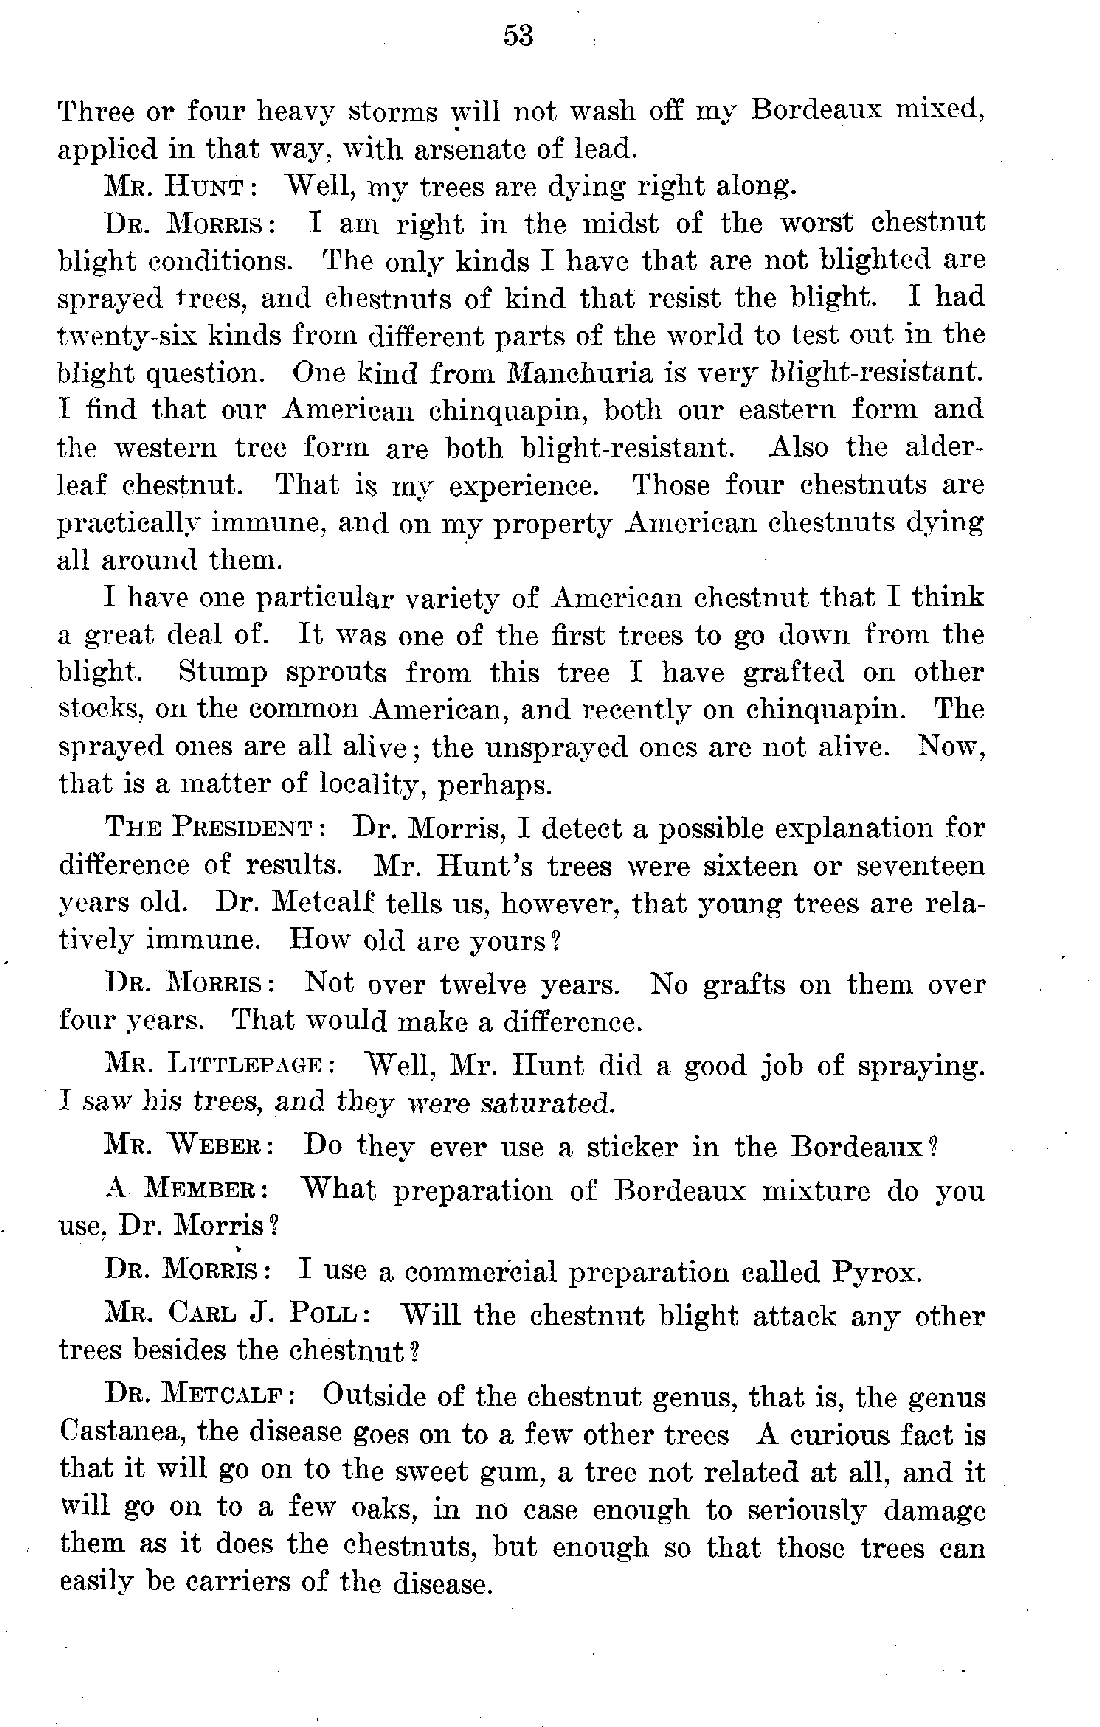 53
Three or four heavy storms will not wash off my Bordeaux mixed,
applied in that way, with arsenate of lead.
MR. HUNT: Well, my trees are dying right along.
DR. MORRIS: I am right in the midst of the worst chestnut
blight conditions. The only kinds I have that are not blighted are
sprayed trees, and chestnuts of kind that resist the blight. I had
twenty-six kinds from different parts of the world to test out in the
blight question. One kind from Manchuria is very blight-resistant.
I find that our American chinquapin, both our eastern form and
the western tree form are both blight-resistant. Also the alder-
leaf chestnut. That is my experience. Those four chestnuts are
practically immune, and on my property American chestnuts dying
all around them.
I have one particular variety of American chestnut that I think
a great deal of. It was one of the first trees to go down from the
blight. Stump sprouts from this tree I have grafted on other
stocks, on the common American, and recently on chinquapin. The
sprayed ones are all alive; the unsprayed ones are not alive. Now,
that is a matter of locality, perhaps.
THE PRESIDENT: Dr. Morris, I detect a possible explanation for
difference of results. Mr. Hunt's trees were sixteen or seventeen
years old. Dr. Metcalf tells us, however, that young trees are rela-
tively immune. How old are yours?
DR. MORRIS: Not over twelve years. No grafts on them over
four years. That would make a difference.
MR. LITTLEPAGE: Well, Mr. Hunt did a good job of spraying.
I saw his trees, and they were saturated.
MR. WEBER: Do they ever use a sticker in the Bordeaux?
A MEMBER: What preparation of Bordeaux mixture do you
use, Dr. Morris?
DR. MORRIS: I use a commercial preparation called Pyrox.
MR. CARL J. POLL: Will the chestnut blight attack any other
trees besides the chestnut?
DR. METCALF: Outside of the chestnut genus, that is, the genus
Castanea, the disease goes on to a few other trees A curious fact is
that it will go on to the sweet gum, a tree not related at all, and it
will go on to a few oaks, in no case enough to seriously damage
them as it does the chestnuts, but enough so that those trees can
easily be carriers of the disease.